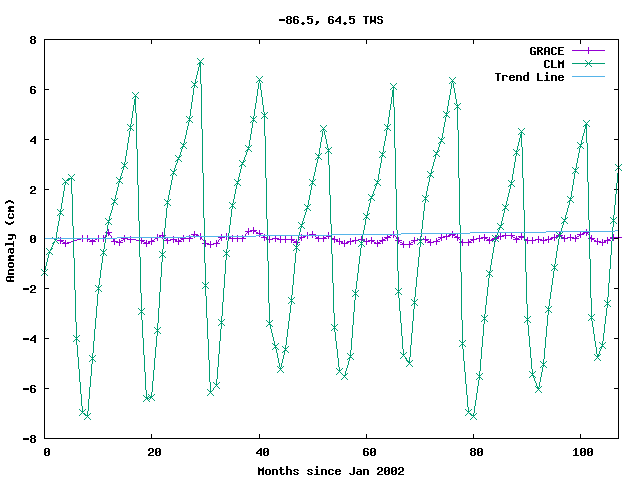 -86.5, 64.5 TWS
GRACE
CLM
Trend Line
8
6
4
2
0
-2
-4
-6
-8
Anomaly (cm)
0 20 40 60 80 100
Months since Jan 2002